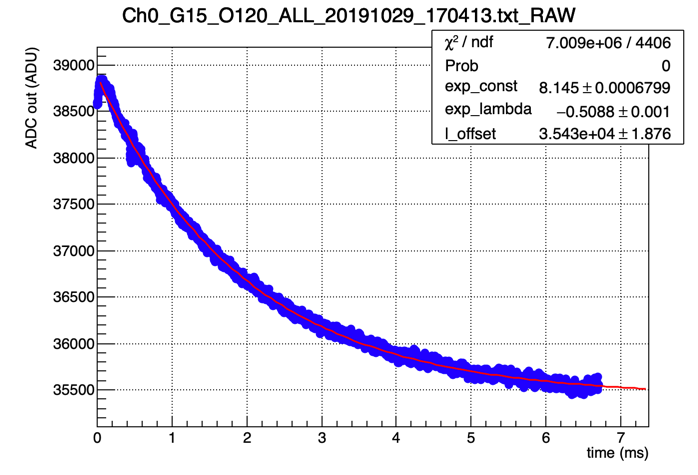 Ch0_G15_O120_ALL_20191029_170413.txt_RAW
χ² / ndf 7.009e+06 / 4406
Prob 0
exp_const 8.145 ± 0.0006799
exp_lambda −0.5088 ± 0.001
l_offset 3.543e+04 ± 1.876
ADC out (ADU)
39000
38500
38000
37500
37000
36500
36000
35500
0 1 2 3 4 5 6 7
time (ms)